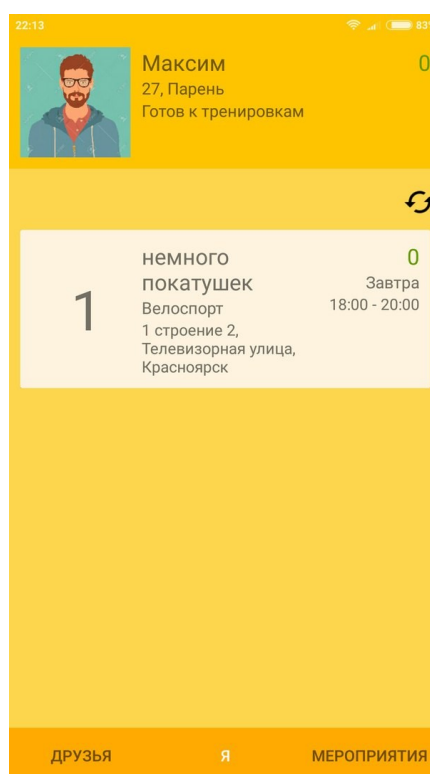 22:13 83%
Максим 0
27, Парень
Готов к тренировкам
1
немного
покатушек
Велоспорт
1 строение 2,
Телевизорная улица,
Красноярск
0
Завтра
18:00 - 20:00
ДРУЗЬЯ Я МЕРОПРИЯТИЯ